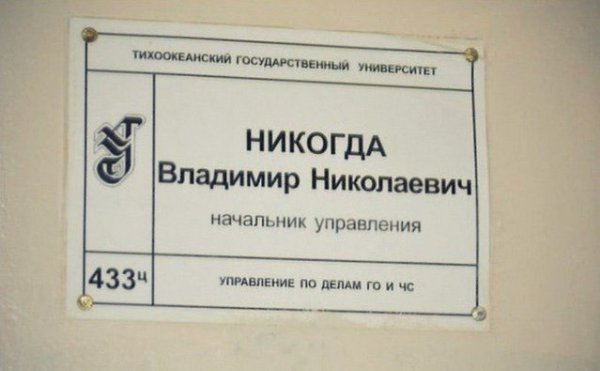 ТИХООКЕАНСКИЙ ГОСУДАРСТВЕННЫЙ УНИВЕРСИТЕТ
НИКОГДА
Владимир Николаевич
начальник управления
433ч
УПРАВЛЕНИЕ ПО ДЕЛАМ ГО И ЧС